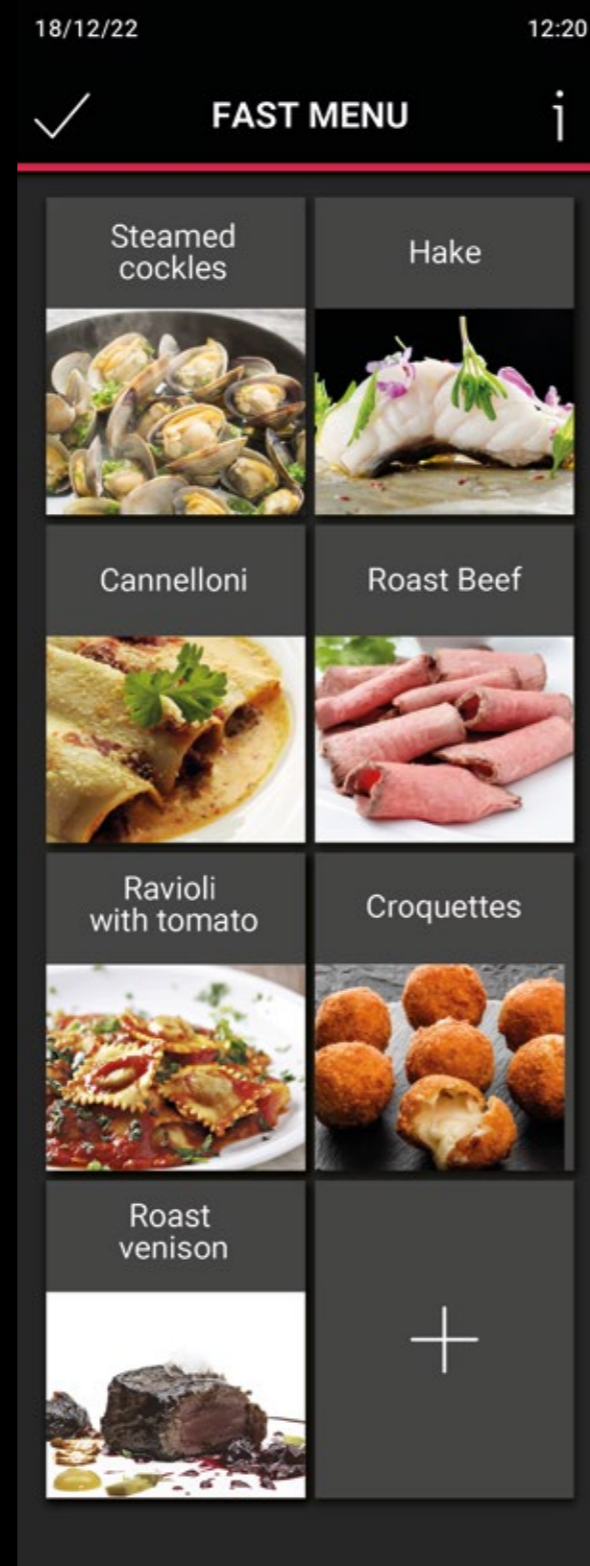 18/12/22 12:20
FAST MENU i
Steamed
cockles
Hake
Cannelloni
Roast Beef
Ravioli
with tomato
Croquettes
Roast
venison